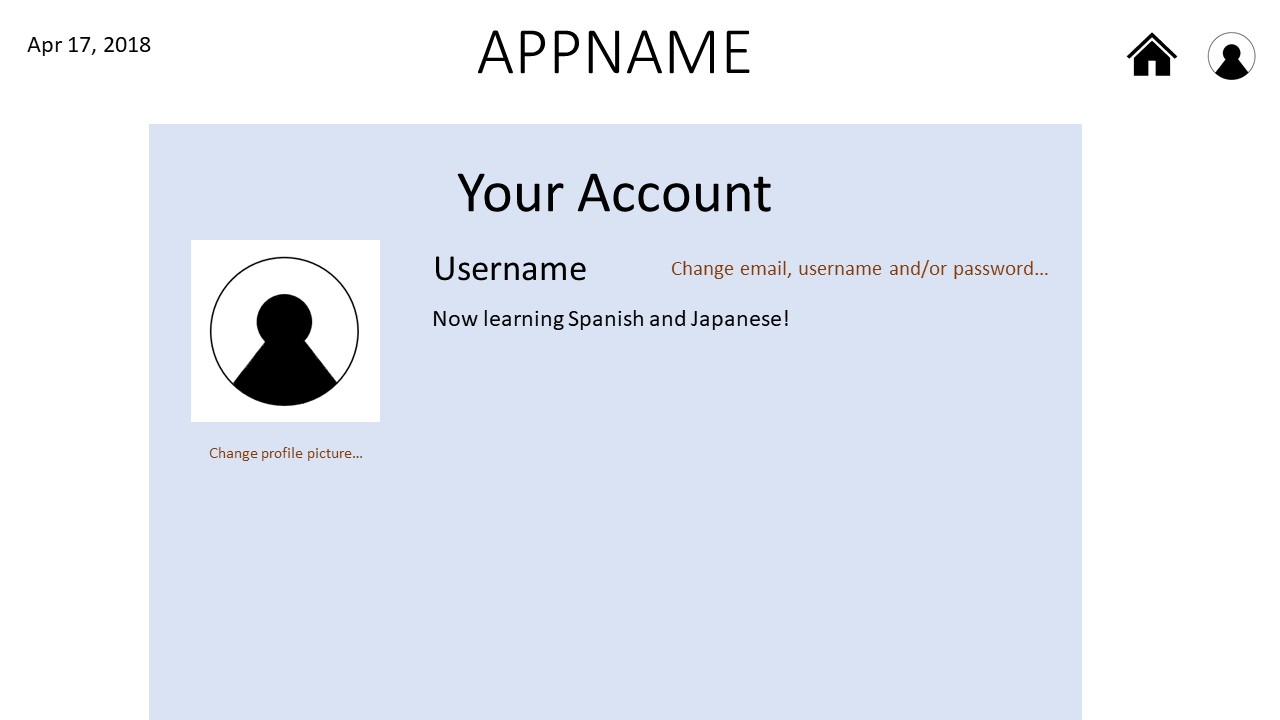 Apr 17, 2018
APPNAME
Your Account
Username
Change email, username and/or password...
Now learning Spanish and Japanese!
Change profile picture...